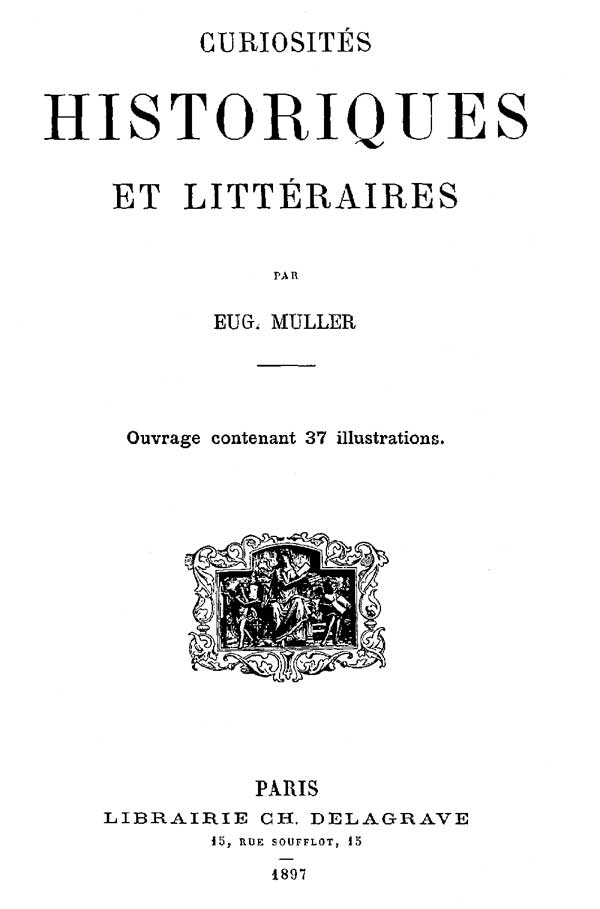 CURIOSITÉS
HISTORIQUES
ET LITTÉRAIRES
PAR
EUG. MULLER
Ouvrage contenant 37 illustrations.
PARIS
LIBRAIRIE CH. DELAGRAVE
15, RUE SOUFFLOT, 15
1897